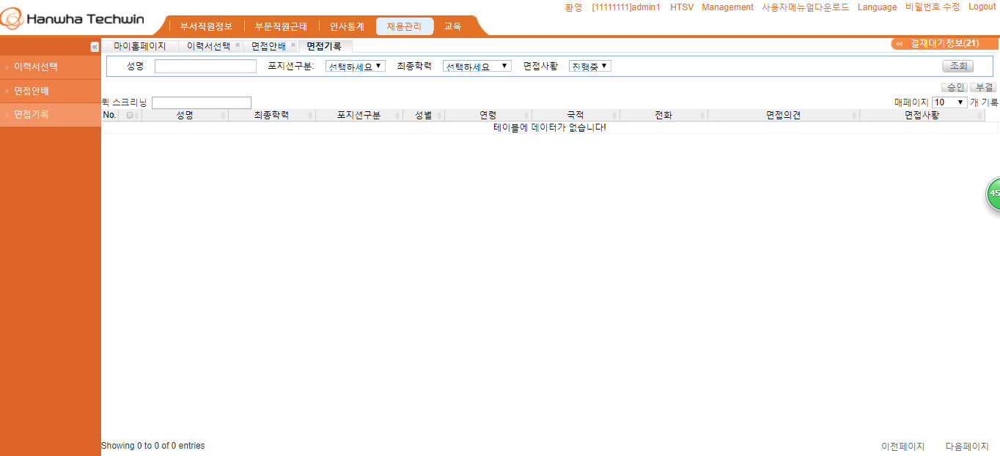 환영 [11111111]admin1 HTSV Management 사용자메뉴얼다운로드 Language 비밀번호 수정 Logout
Hanwha Techwin
부서직원정보 부문직원근태 인사통계 채용관리 교육
« 마이홈페이지 이력서선택 × 면접안배 × 면접기록 «« 결재대기정보(21)
이력서선택
면접안배
면접기록
성명 포지션구분: 선택하세요 최종학력 선택하세요 면접사황 진행중 조회
승인 부결
퀵 스크리닝 매페이지 10 개 기록
No. 성명 최종학력 포지션구분 성별 연령 국적 전화 면접의견 면접사황
테이블에 데이터가 없습니다!
45
Showing 0 to 0 of 0 entries 이전페이지 다음페이지